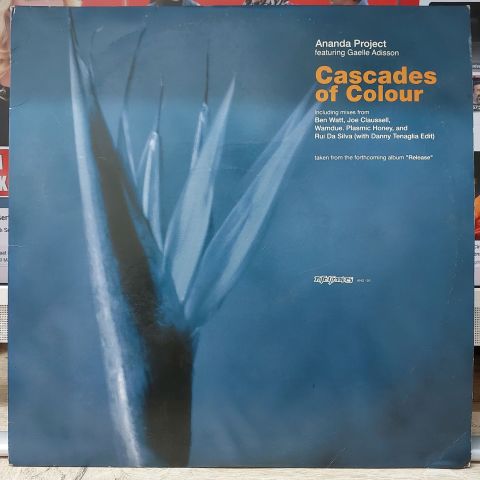 Ananda Project
featuring Gaelle Adisson
Cascades
of Colour
including mixes from
Ben Watt, Joe Claussell,
Wamdue, Plasmic Honey, and
Rui Da Silva (with Danny Tenaglia Edit)
taken from the forthcoming album "Release"